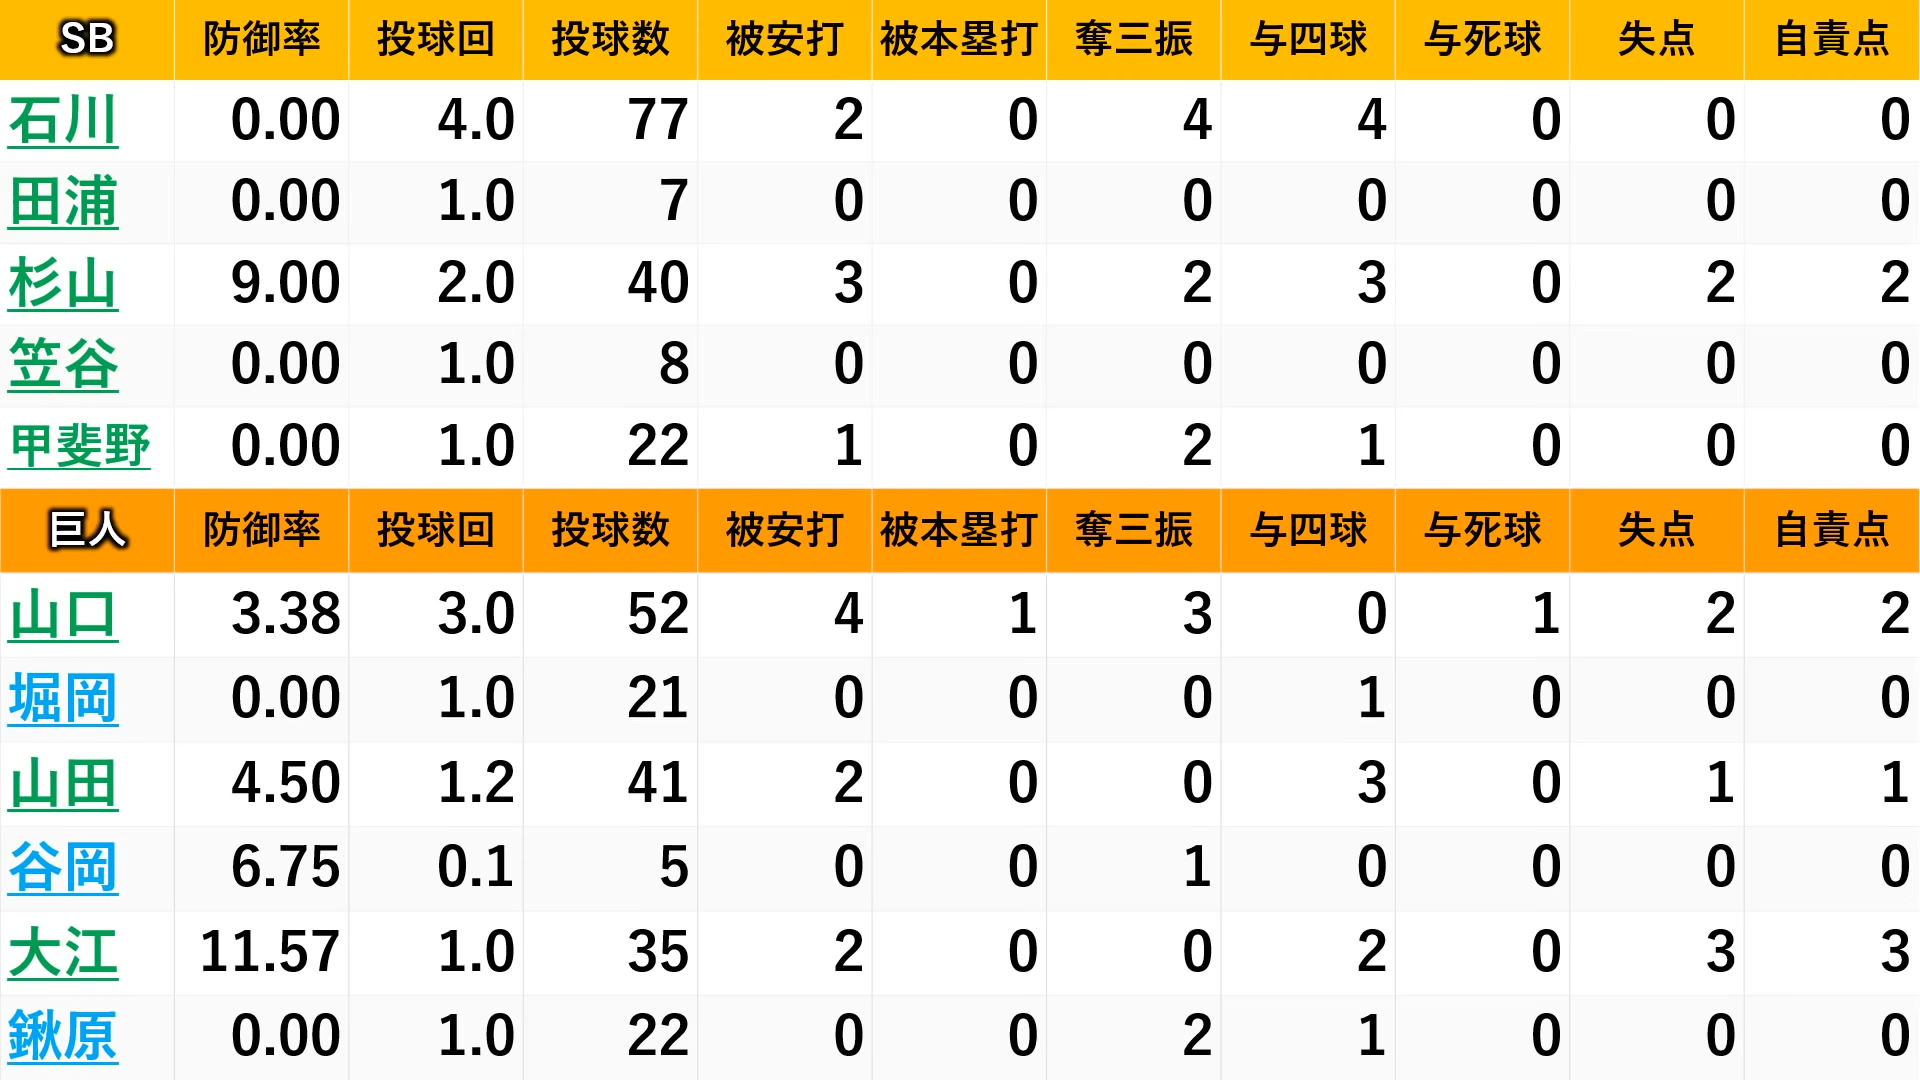 SB 防御率 投球回 投球数 被安打 被本塁打 奪三振 与四球 与死球 失点 自責点
石川 0.00 4.0 77 2 0 4 4 0 0 0
田浦 0.00 1.0 7 0 0 0 0 0 0 0
杉山 9.00 2.0 40 3 0 2 3 0 2 2
笠谷 0.00 1.0 8 0 0 0 0 0 0 0
甲斐野 0.00 1.0 22 1 0 2 1 0 0 0
巨人 防御率 投球回 投球数 被安打 被本塁打 奪三振 与四球 与死球 失点 自責点
山口 3.38 3.0 52 4 1 3 0 1 2 2
堀岡 0.00 1.0 21 0 0 0 1 0 0 0
山田 4.50 1.2 41 2 0 0 3 0 1 1
谷岡 6.75 0.1 5 0 0 1 0 0 0 0
大江 11.57 1.0 35 2 0 0 2 0 3 3
鍬原 0.00 1.0 22 0 0 2 1 0 0 0